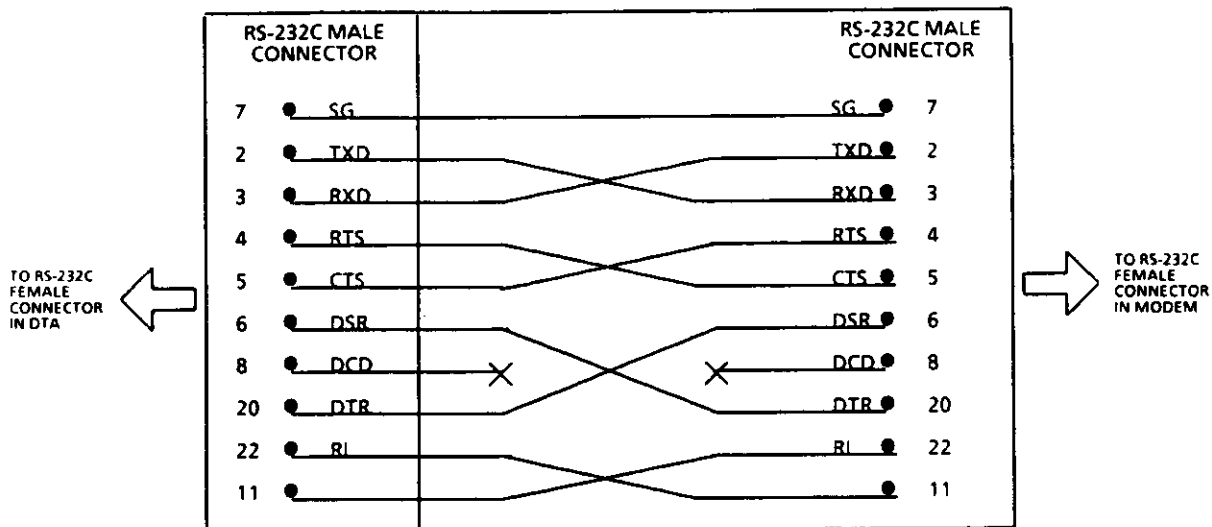 RS-232C MALE
CONNECTOR
RS-232C MALE
CONNECTOR
7 SG SG 7
2 TXD TXD 2
3 RXD RXD 3
4 RTS RTS 4
5 CTS CTS 5
6 DSR DSR 6
8 DCD DCD 8
20 DTR DTR 20
22 RI RI 22
11 11
TO RS-232C
FEMALE
CONNECTOR
IN DTA
TO RS-232C
FEMALE
CONNECTOR
IN MODEM